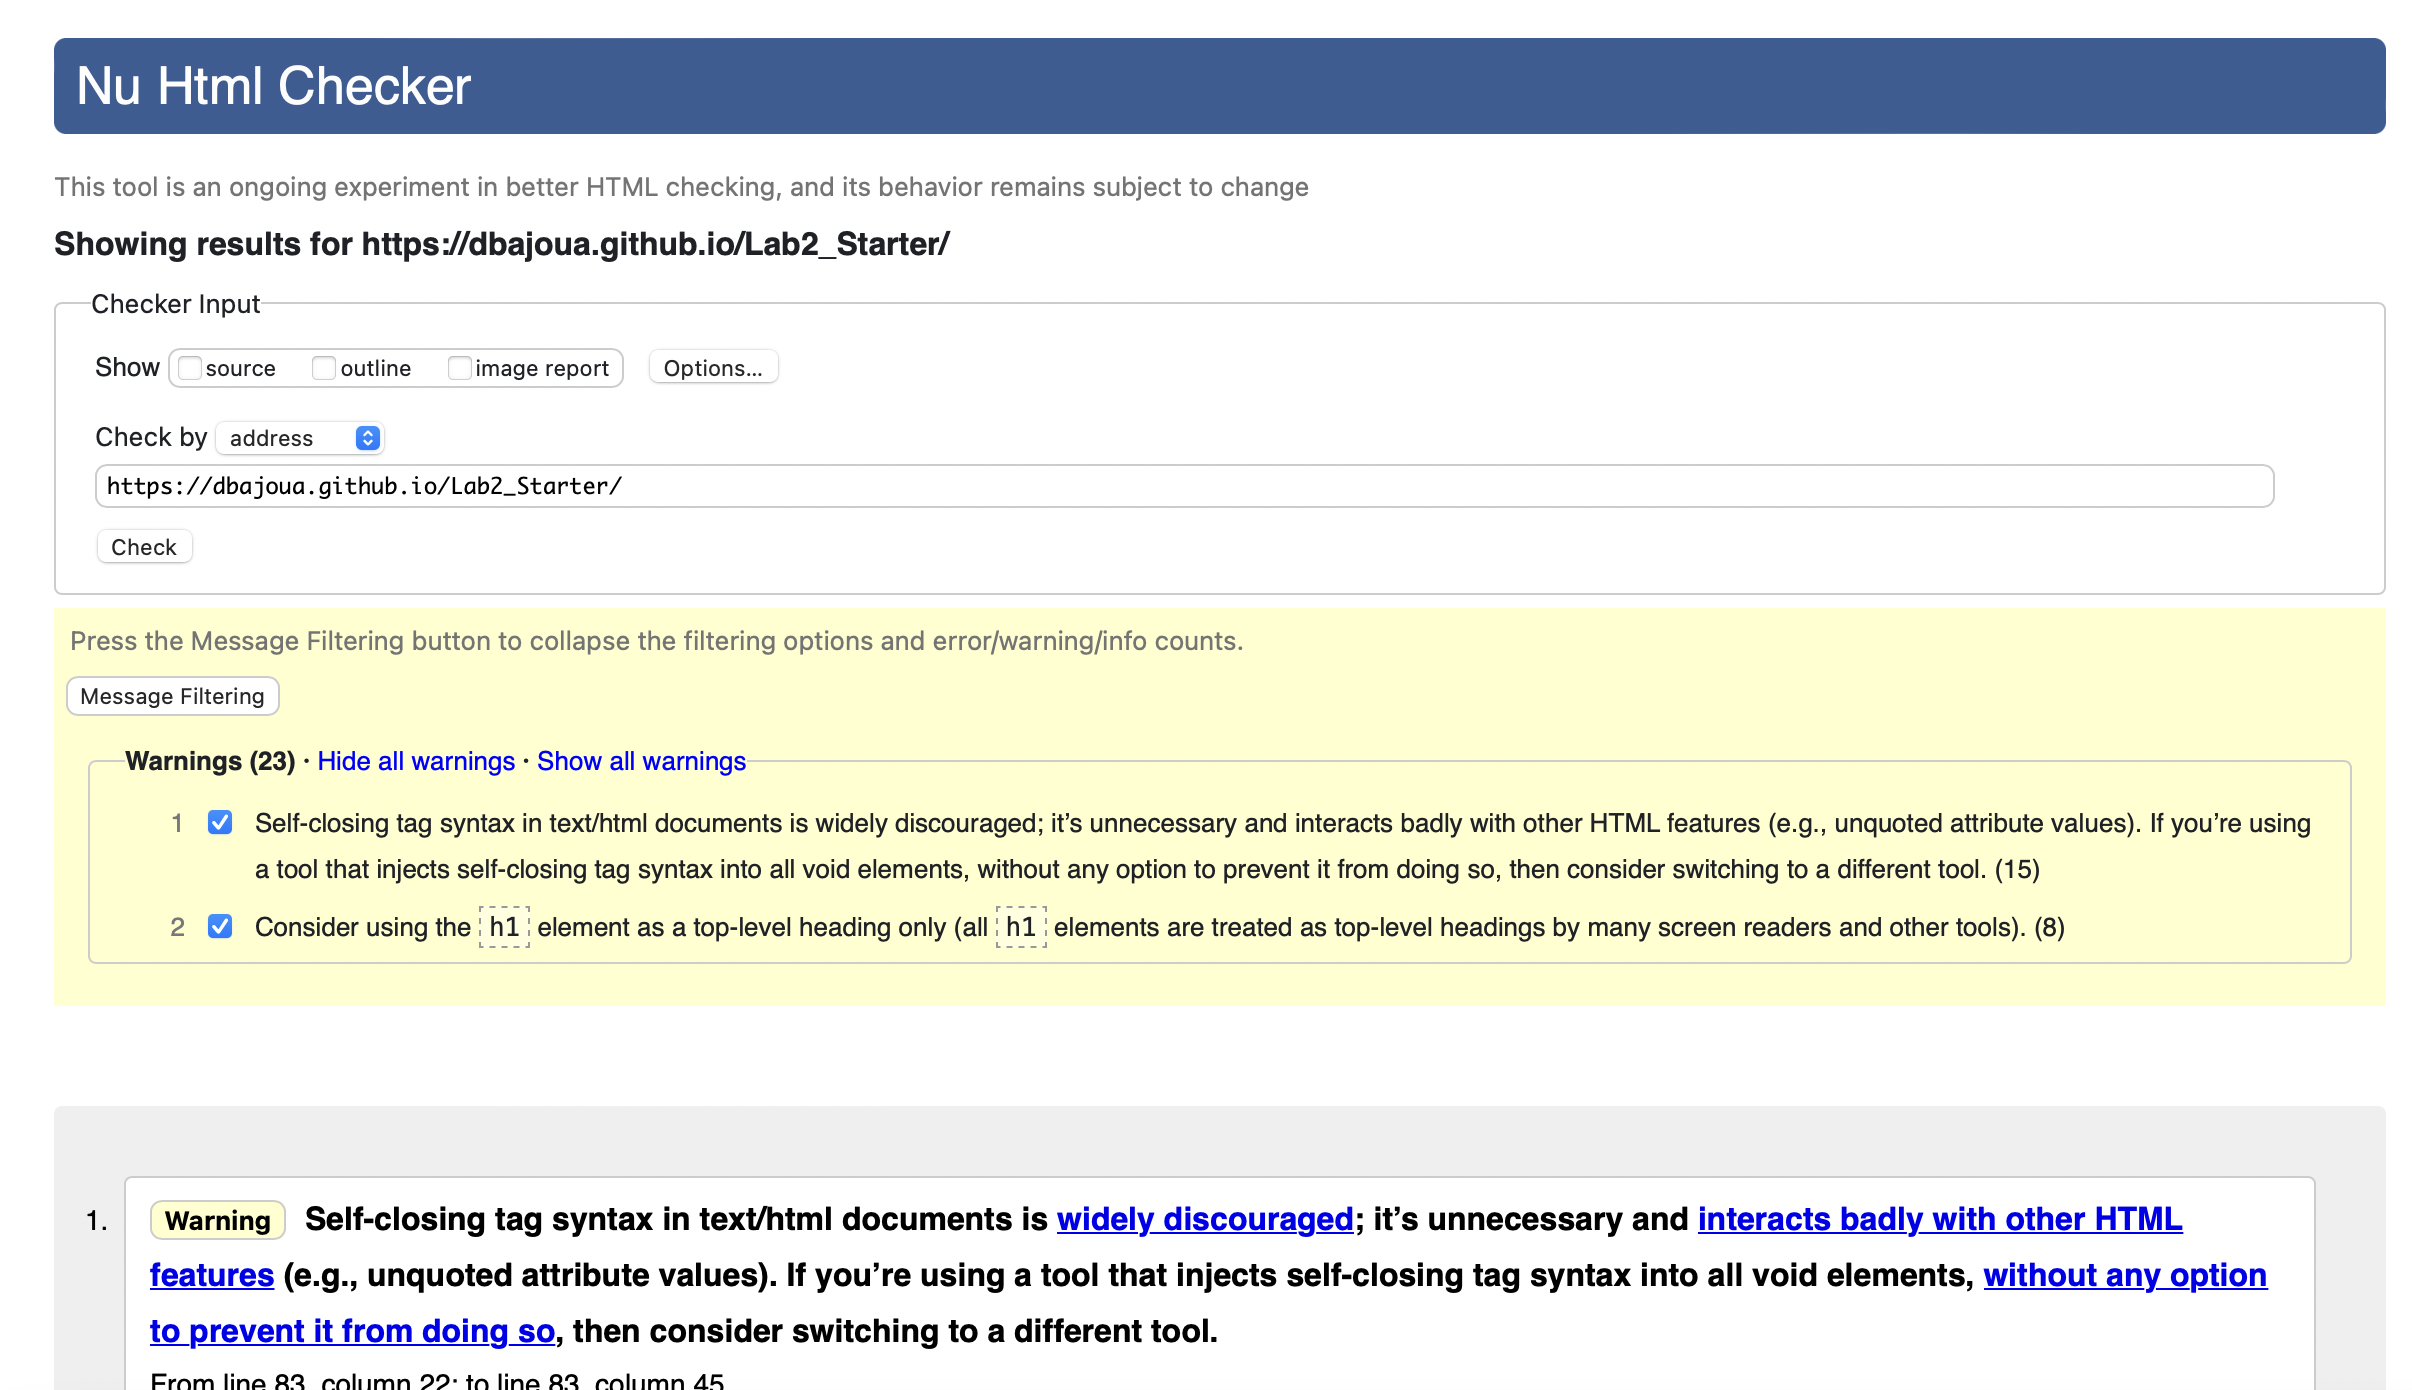 Nu Html Checker
This tool is an ongoing experiment in better HTML checking, and its behavior remains subject to change
Showing results for https://dbajoua.github.io/Lab2_Starter/
Checker Input
Show source outline image report Options...
Check by address
https://dbajoua.github.io/Lab2_Starter/
Check
Press the Message Filtering button to collapse the filtering options and error/warning/info counts.
Message Filtering
Warnings (23) · Hide all warnings · Show all warnings
1 Self-closing tag syntax in text/html documents is widely discouraged; it’s unnecessary and interacts badly with other HTML features (e.g., unquoted attribute values). If you’re using
a tool that injects self-closing tag syntax into all void elements, without any option to prevent it from doing so, then consider switching to a different tool. (15)
2 Consider using the h1 element as a top-level heading only (all h1 elements are treated as top-level headings by many screen readers and other tools). (8)
1. Warning Self-closing tag syntax in text/html documents is widely discouraged; it’s unnecessary and interacts badly with other HTML
features (e.g., unquoted attribute values). If you’re using a tool that injects self-closing tag syntax into all void elements, without any option
to prevent it from doing so, then consider switching to a different tool.
From line 83, column 22; to line 83, column 45